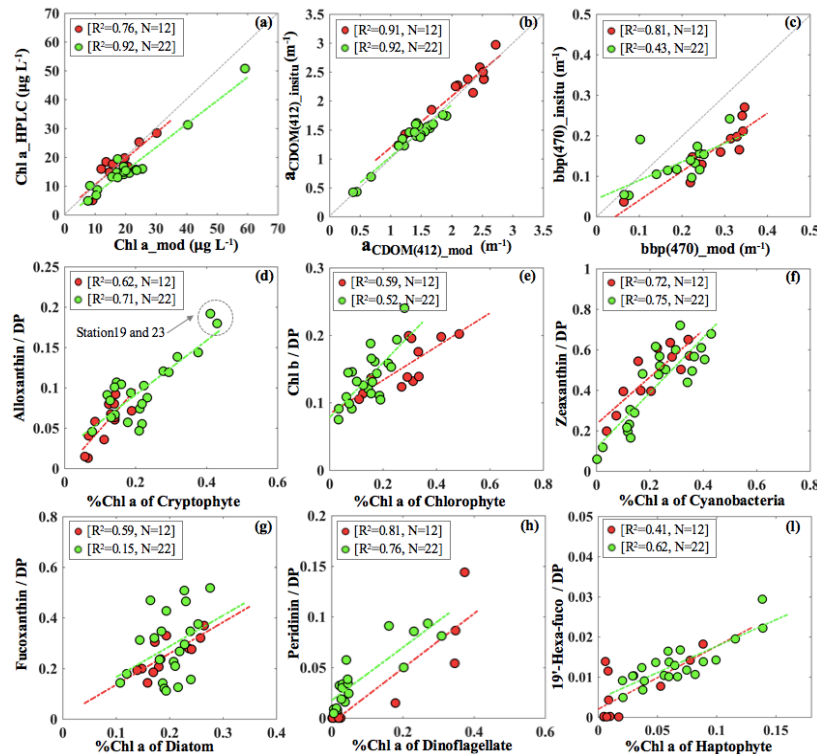 (a)
[R²=0.76, N=12]
[R²=0.92, N=22]
Chl a_HPLC (µg L⁻¹)
60
50
40
30
20
10
0
0 10 20 30 40 50 60 70
Chl a_mod (µg L⁻¹)
(b)
[R²=0.91, N=12]
[R²=0.92, N=22]
aCDOM(412)_insitu (m⁻¹)
3.5
3
2.5
2
1.5
1
0.5
0
0 0.5 1 1.5 2 2.5 3 3.5
aCDOM(412)_mod (m⁻¹)
(c)
[R²=0.81, N=12]
[R²=0.43, N=22]
bbp(470)_insitu (m⁻¹)
0.5
0.4
0.3
0.2
0.1
0
0 0.1 0.2 0.3 0.4 0.5
bbp(470)_mod (m⁻¹)
(d)
[R²=0.62, N=12]
[R²=0.71, N=22]
Station19 and 23
Alloxanthin / DP
0.25
0.2
0.15
0.1
0.05
0
0 0.2 0.4 0.6
%Chl a of Cryptophyte
(e)
[R²=0.59, N=12]
[R²=0.52, N=22]
Chl b / DP
0.3
0.2
0.1
0
0 0.2 0.4 0.6 0.8
%Chl a of Chlorophyte
(f)
[R²=0.72, N=12]
[R²=0.75, N=22]
Zeaxanthin / DP
1
0.8
0.6
0.4
0.2
0
0 0.2 0.4 0.6 0.8
%Chl a of Cyanobacteria
(g)
[R²=0.59, N=12]
[R²=0.15, N=22]
Fucoxanthin / DP
0.8
0.6
0.4
0.2
0
0 0.1 0.2 0.3 0.4
%Chl a of Diatom
(h)
[R²=0.81, N=12]
[R²=0.76, N=22]
Peridinin / DP
0.2
0.15
0.1
0.05
0
0 0.2 0.4 0.6
%Chl a of Dinoflagellate
(l)
[R²=0.41, N=12]
[R²=0.62, N=22]
19'-Hexa-fuco / DP
0.05
0.04
0.03
0.02
0.01
0
0 0.05 0.1 0.15
%Chl a of Haptophyte